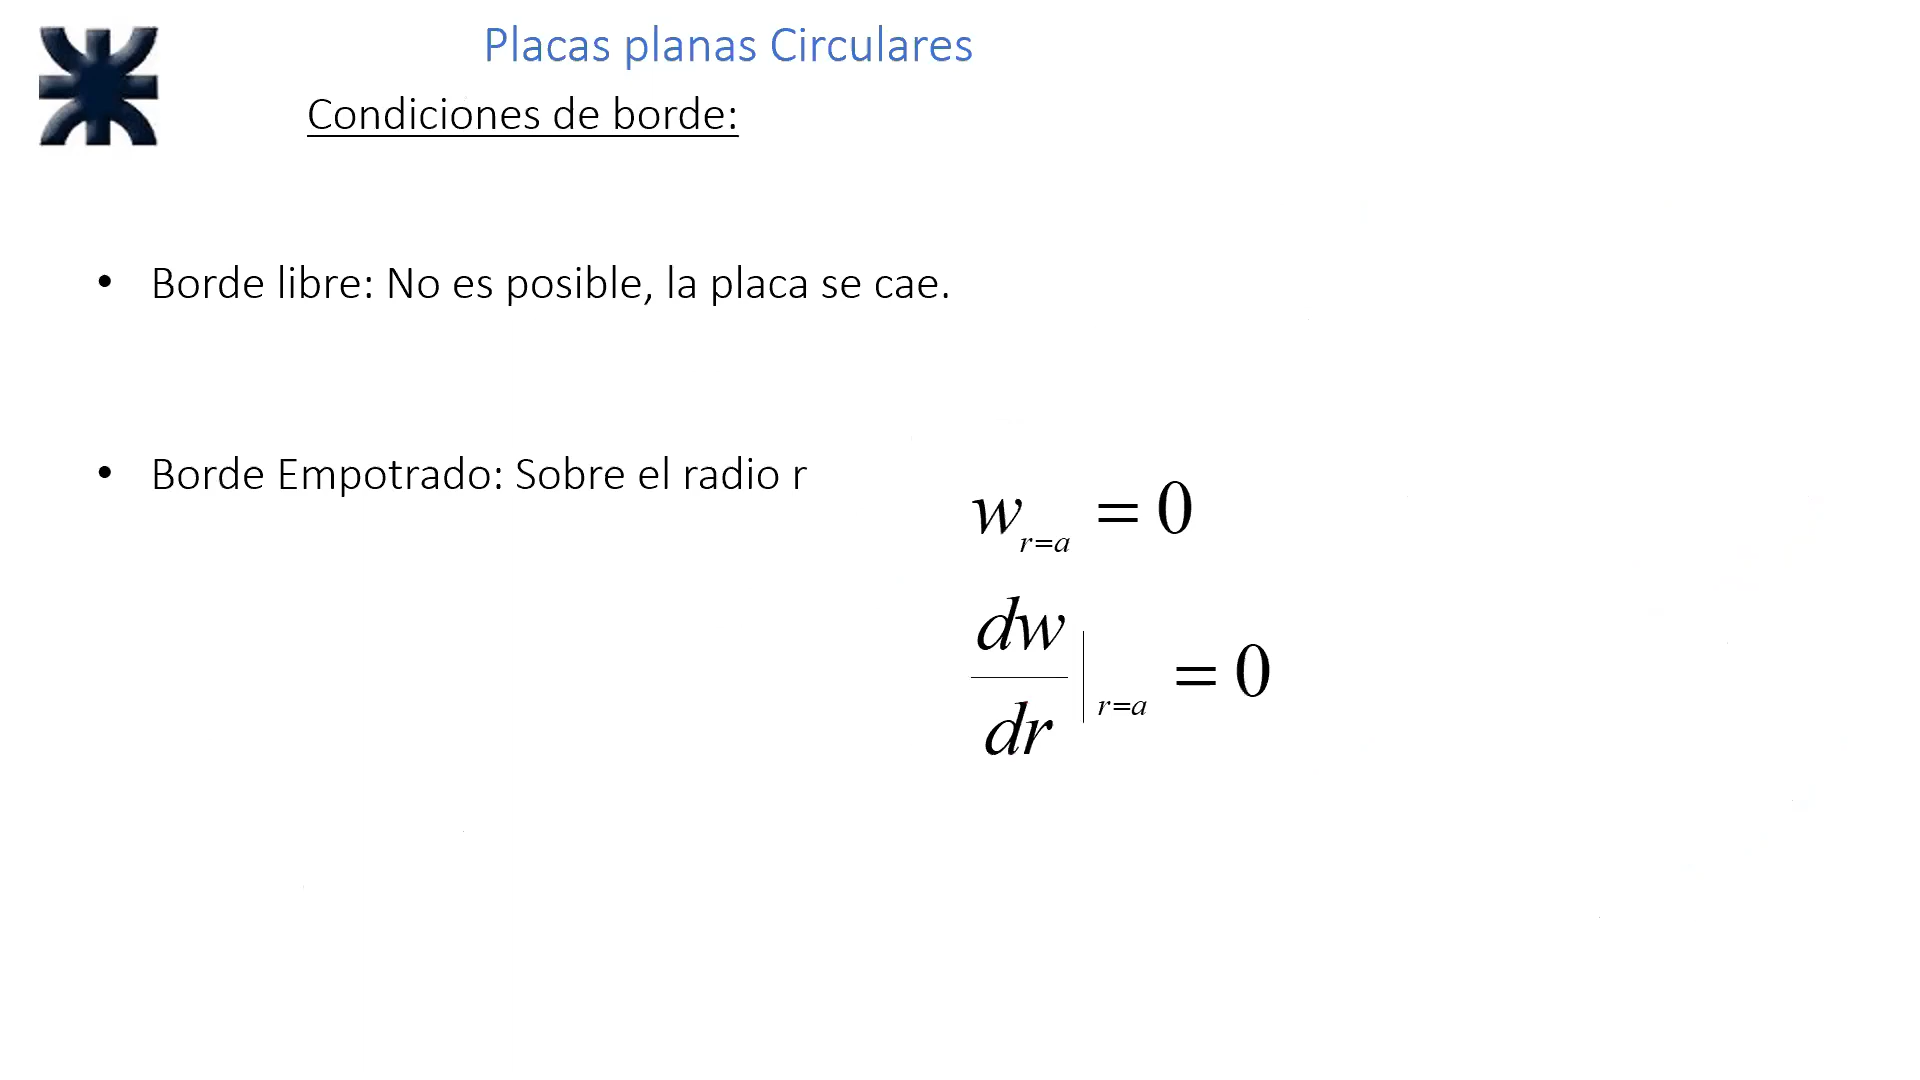 Placas planas Circulares
Condiciones de borde:
• Borde libre: No es posible, la placa se cae.
• Borde Empotrado: Sobre el radio r
w_{r=a} = 0
\frac{dw}{dr}|_{r=a} = 0